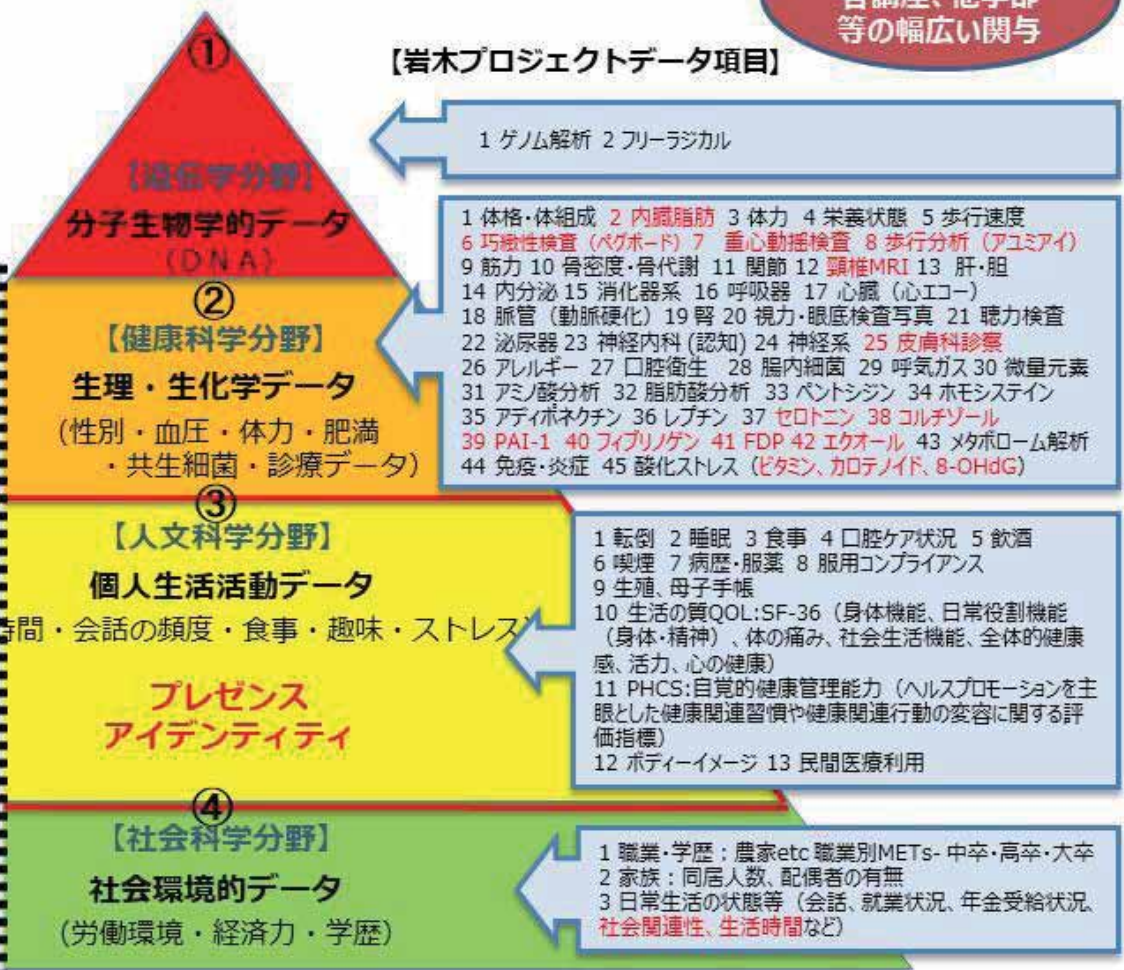 等の幅広い関与
【岩木プロジェクトデータ項目】
①
【遺伝学分野】
分子生物学的データ
(DNA)
1 ゲノム解析 2 フリーラジカル
②
【健康科学分野】
生理・生化学データ
(性別・血圧・体力・肥満
・共生細菌・診療データ)
1 体格・体組成 2 内臓脂肪 3 体力 4 栄養状態 5 歩行速度
6 巧緻性検査（ペグボード）7 重心動揺検査 8 歩行分析（アユミアイ）
9 筋力 10 骨密度・骨代謝 11 関節 12 頸椎MRI 13 肝・胆
14 内分泌 15 消化器系 16 呼吸器 17 心臓（心エコー）
18 脈管（動脈硬化）19 腎 20 視力・眼底検査写真 21 聴力検査
22 泌尿器 23 神経内科 (認知) 24 神経系 25 皮膚科診察
26 アレルギー 27 口腔衛生 28 腸内細菌 29 呼気ガス 30 微量元素
31 アミノ酸分析 32 脂肪酸分析 33 ペントシジン 34 ホモシステイン
35 アディポネクチン 36 レプチン 37 セロトニン 38 コルチゾール
39 PAI-1 40 フィブリノゲン 41 FDP 42 エクオール 43 メタボローム解析
44 免疫・炎症 45 酸化ストレス（ビタミン、カロテノイド、8-OHdG）
③
【人文科学分野】
個人生活活動データ
間・会話の頻度・食事・趣味・ストレス）
プレゼンス
アイデンティティ
1 転倒 2 睡眠 3 食事 4 口腔ケア状況 5 飲酒
6 喫煙 7 病歴・服薬 8 服用コンプライアンス
9 生殖、母子手帳
10 生活の質QOL:SF-36（身体機能、日常役割機能
（身体・精神）、体の痛み、社会生活機能、全体的健康
感、活力、心の健康）
11 PHCS:自覚的健康管理能力（ヘルスプロモーションを主
眼とした健康関連習慣や健康関連行動の変容に関する評
価指標）
12 ボディーイメージ 13 民間医療利用
④
【社会科学分野】
社会環境的データ
(労働環境・経済力・学歴)
1 職業・学歴：農家etc 職業別METs- 中卒・高卒・大卒
2 家族：同居人数、配偶者の有無
3 日常生活の状態等（会話、就業状況、年金受給状況、
社会関連性、生活時間など）